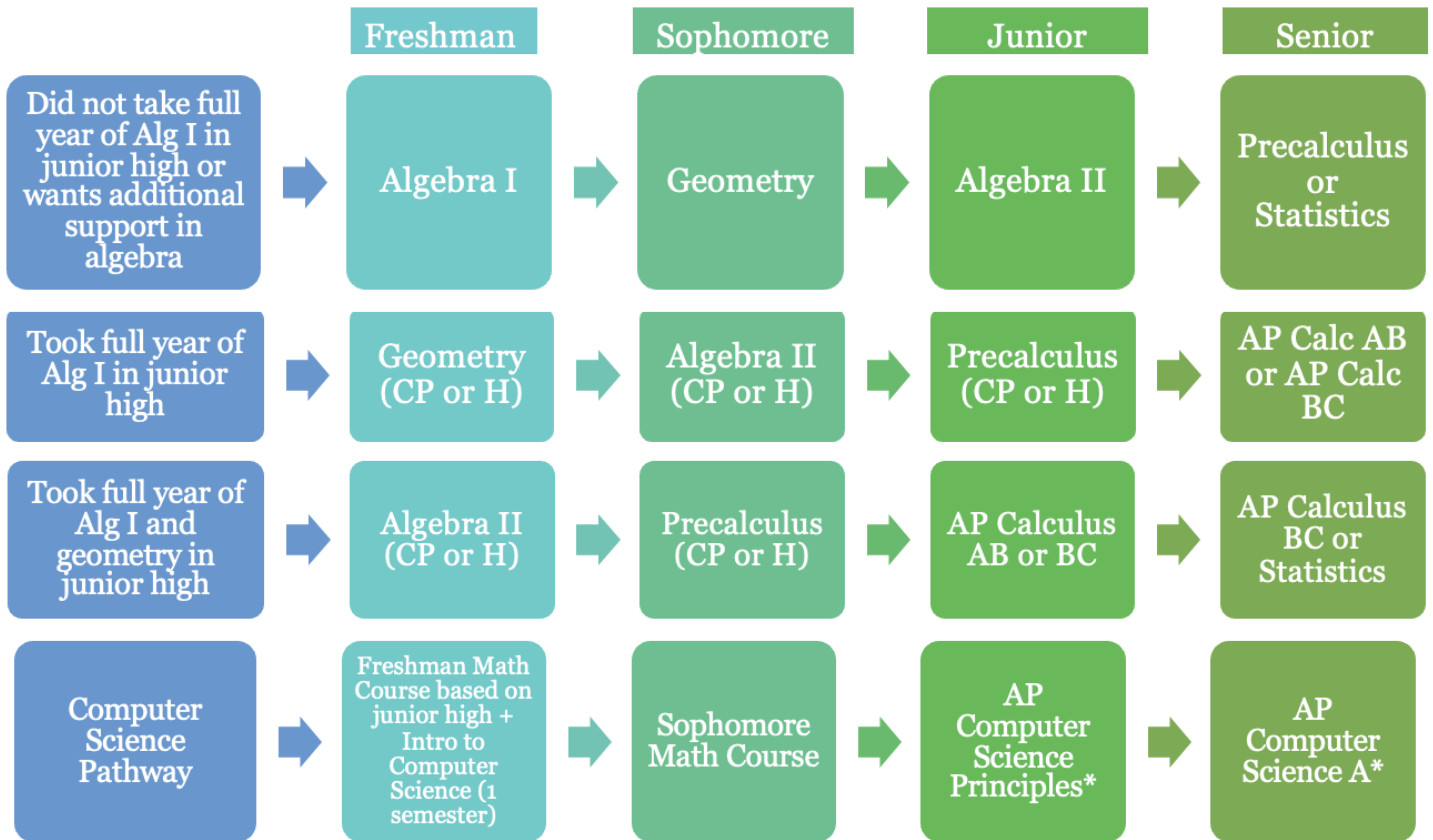 Freshman
Sophomore
Junior
Senior
Did not take full
year of Alg I in
junior high or
wants additional
support in
algebra
Algebra I
Geometry
Algebra II
Precalculus
or
Statistics
Took full year of
Alg I in junior
high
Geometry
(CP or H)
Algebra II
(CP or H)
Precalculus
(CP or H)
AP Calc AB
or AP Calc
BC
Took full year of
Alg I and
geometry in
junior high
Algebra II
(CP or H)
Precalculus
(CP or H)
AP Calculus
AB or BC
AP Calculus
BC or
Statistics
Computer
Science
Pathway
Freshman Math
Course based on
junior high +
Intro to
Computer
Science (1
semester)
Sophomore
Math Course
AP
Computer
Science
Principles*
AP
Computer
Science A*